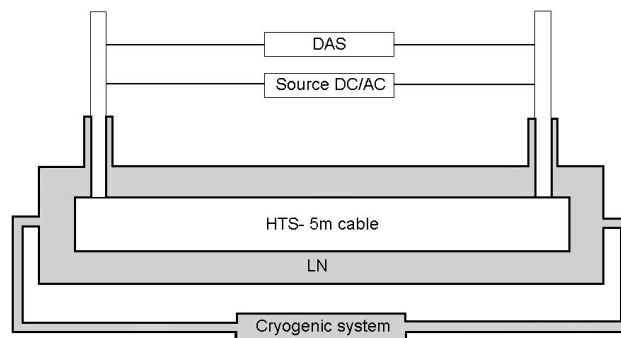 DAS
Source DC/AC
HTS- 5m cable
LN
Cryogenic system